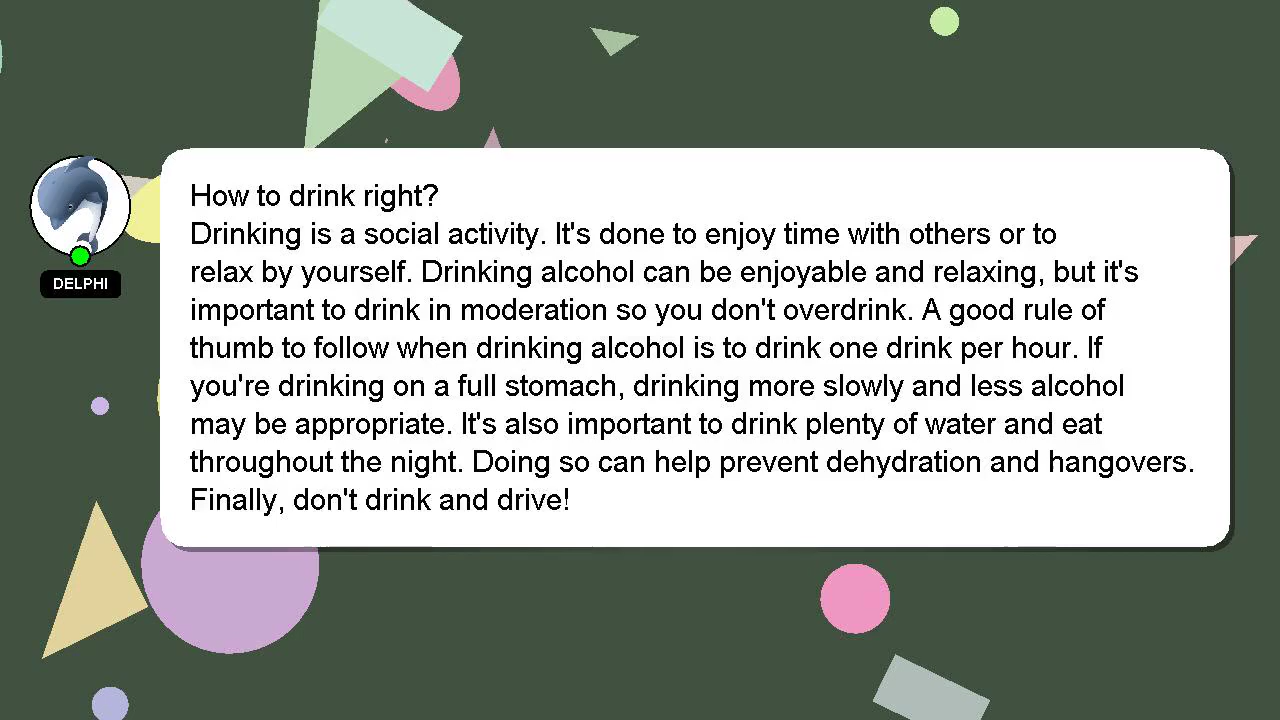 How to drink right?
Drinking is a social activity. It's done to enjoy time with others or to
relax by yourself. Drinking alcohol can be enjoyable and relaxing, but it's
important to drink in moderation so you don't overdrink. A good rule of
thumb to follow when drinking alcohol is to drink one drink per hour. If
you're drinking on a full stomach, drinking more slowly and less alcohol
may be appropriate. It's also important to drink plenty of water and eat
throughout the night. Doing so can help prevent dehydration and hangovers.
Finally, don't drink and drive!
DELPHI